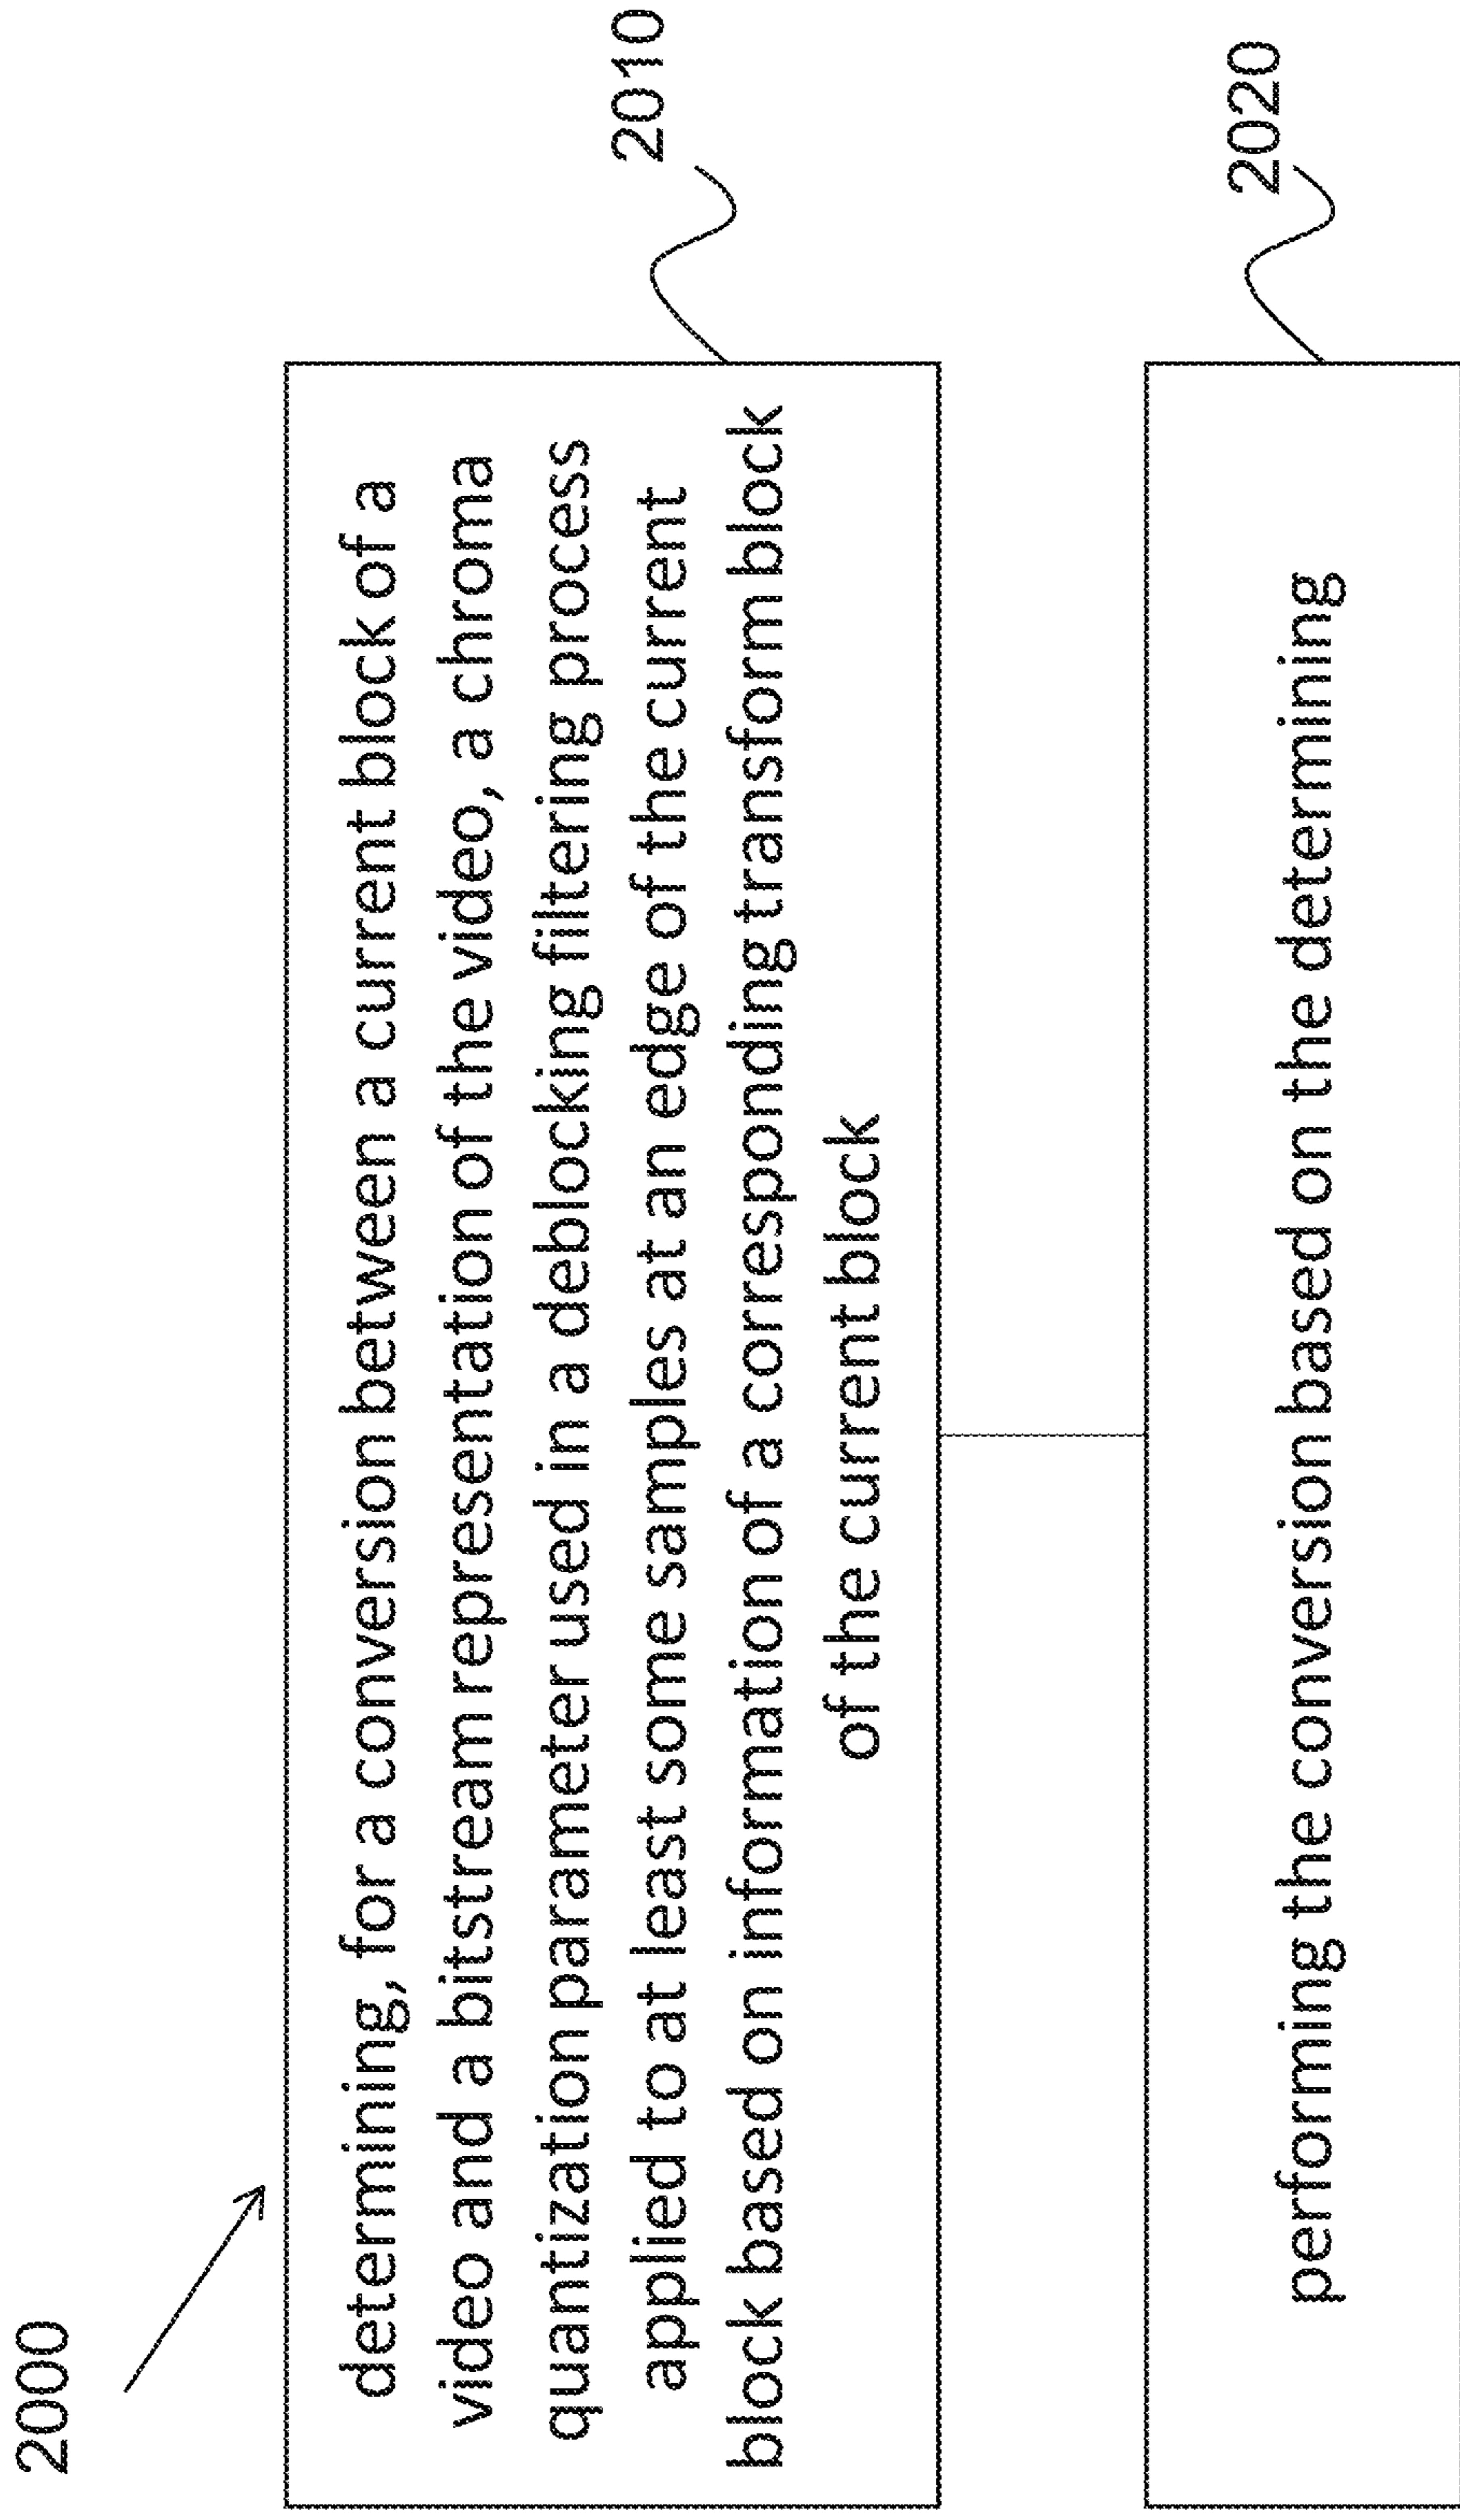 2000
determining, for a conversion between a current block of a
video and a bitstream representation of the video, a chroma
quantization parameter used in a deblocking filtering process
applied to at least some samples at an edge of the current
block based on information of a corresponding transform block
of the current block
2010
performing the conversion based on the determining
2020